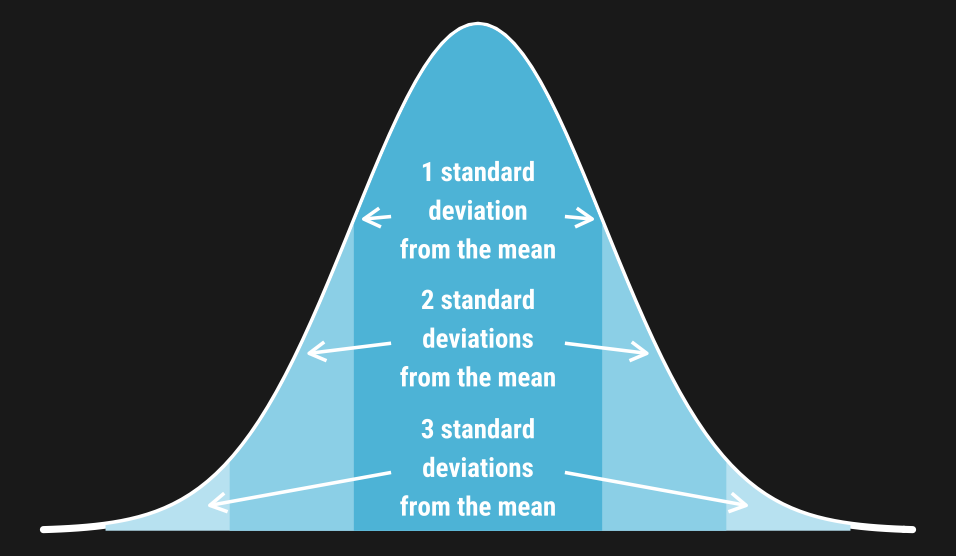 1 standard
deviation
from the mean
2 standard
deviations
from the mean
3 standard
deviations
from the mean